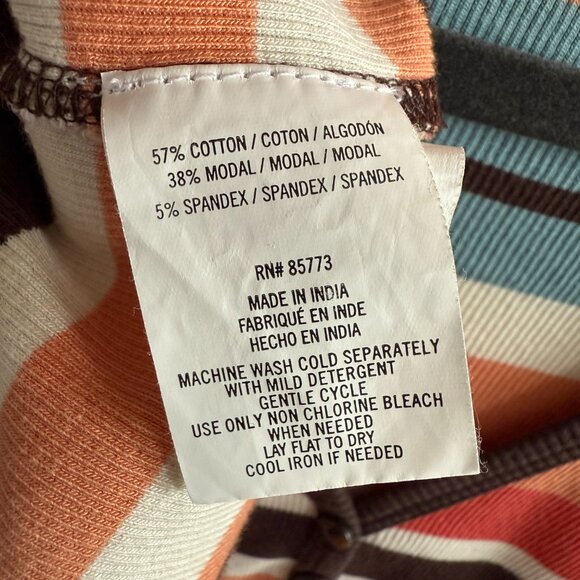 57% COTTON / COTON / ALGODÓN
38% MODAL / MODAL / MODAL
5% SPANDEX / SPANDEX / SPANDEX
RN# 85773
MADE IN INDIA
FABRIQUÉ EN INDE
HECHO EN INDIA
MACHINE WASH COLD SEPARATELY
WITH MILD DETERGENT
GENTLE CYCLE
USE ONLY NON CHLORINE BLEACH
WHEN NEEDED
LAY FLAT TO DRY
COOL IRON IF NEEDED